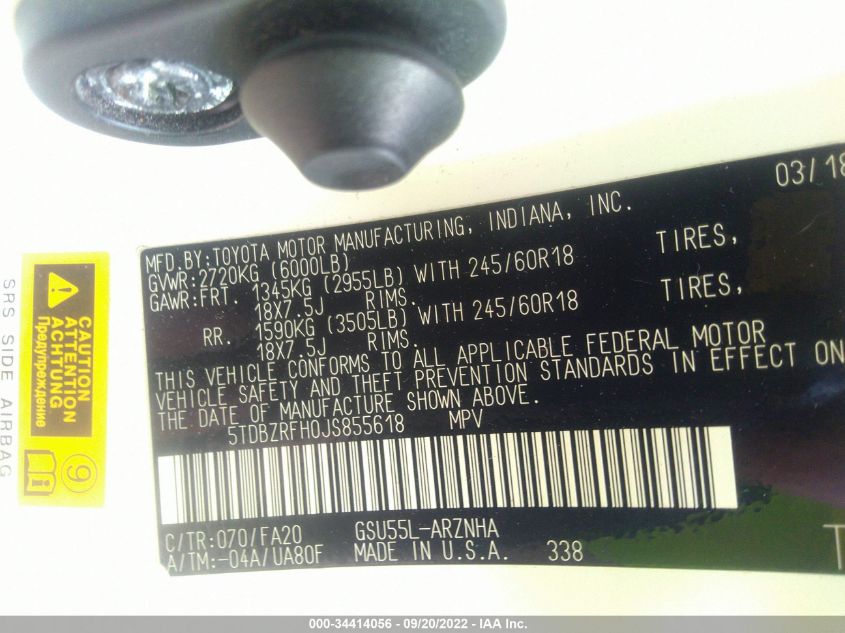 03/18
MFD.BY:TOYOTA MOTOR MANUFACTURING, INDIANA, INC.
GVWR:2720KG (6000LB)
GAWR:FRT. 1345KG (2955LB) WITH 245/60R18 TIRES,
18X7.5J RIMS.
RR. 1590KG (3505LB) WITH 245/60R18 TIRES,
18X7.5J RIMS.
THIS VEHICLE CONFORMS TO ALL APPLICABLE FEDERAL MOTOR
VEHICLE SAFETY AND THEFT PREVENTION STANDARDS IN EFFECT ON
THE DATE OF MANUFACTURE SHOWN ABOVE.
5TDBZRFH0JS855618 MPV
C/TR:070/FA20 GSU55L-ARZNHA
A/TM:-04A/UA80F MADE IN U.S.A. 338
T
SRS SIDE AIRBAG
CAUTION
ATTENTION
ACHTUNG
Предупреждение
9
000-34414056 - 09/20/2022 - IAA Inc.